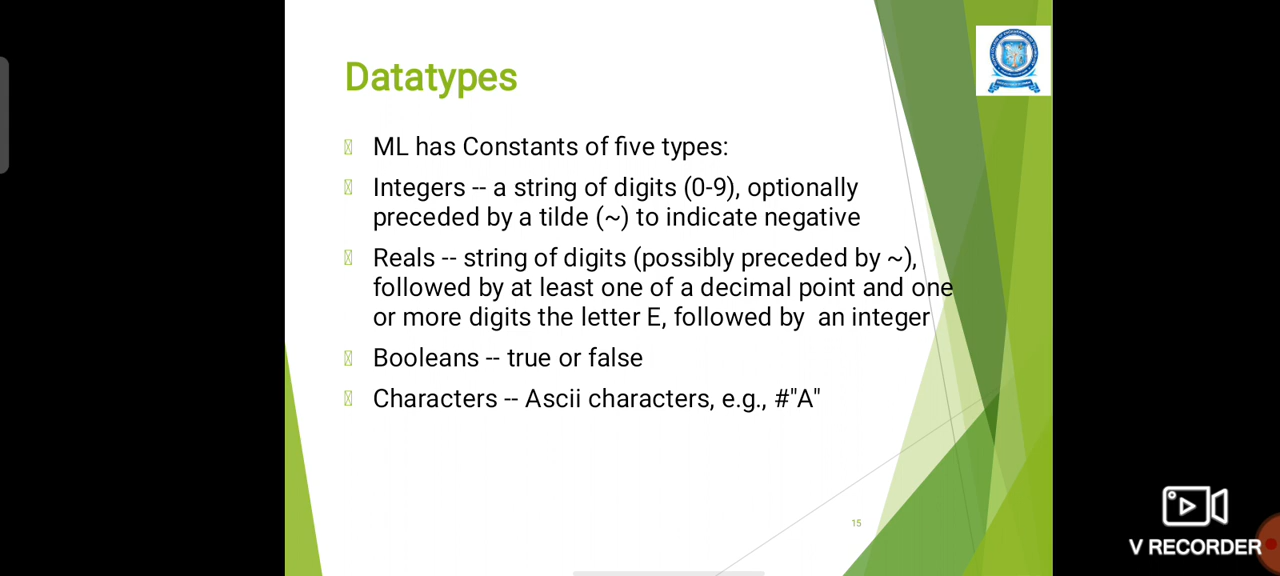 Datatypes
ML has Constants of five types:
Integers -- a string of digits (0-9), optionally
preceded by a tilde (~) to indicate negative
Reals -- string of digits (possibly preceded by ~),
followed by at least one of a decimal point and one
or more digits the letter E, followed by  an integer
Booleans -- true or false
Characters -- Ascii characters, e.g., #"A"
15
V RECORDER